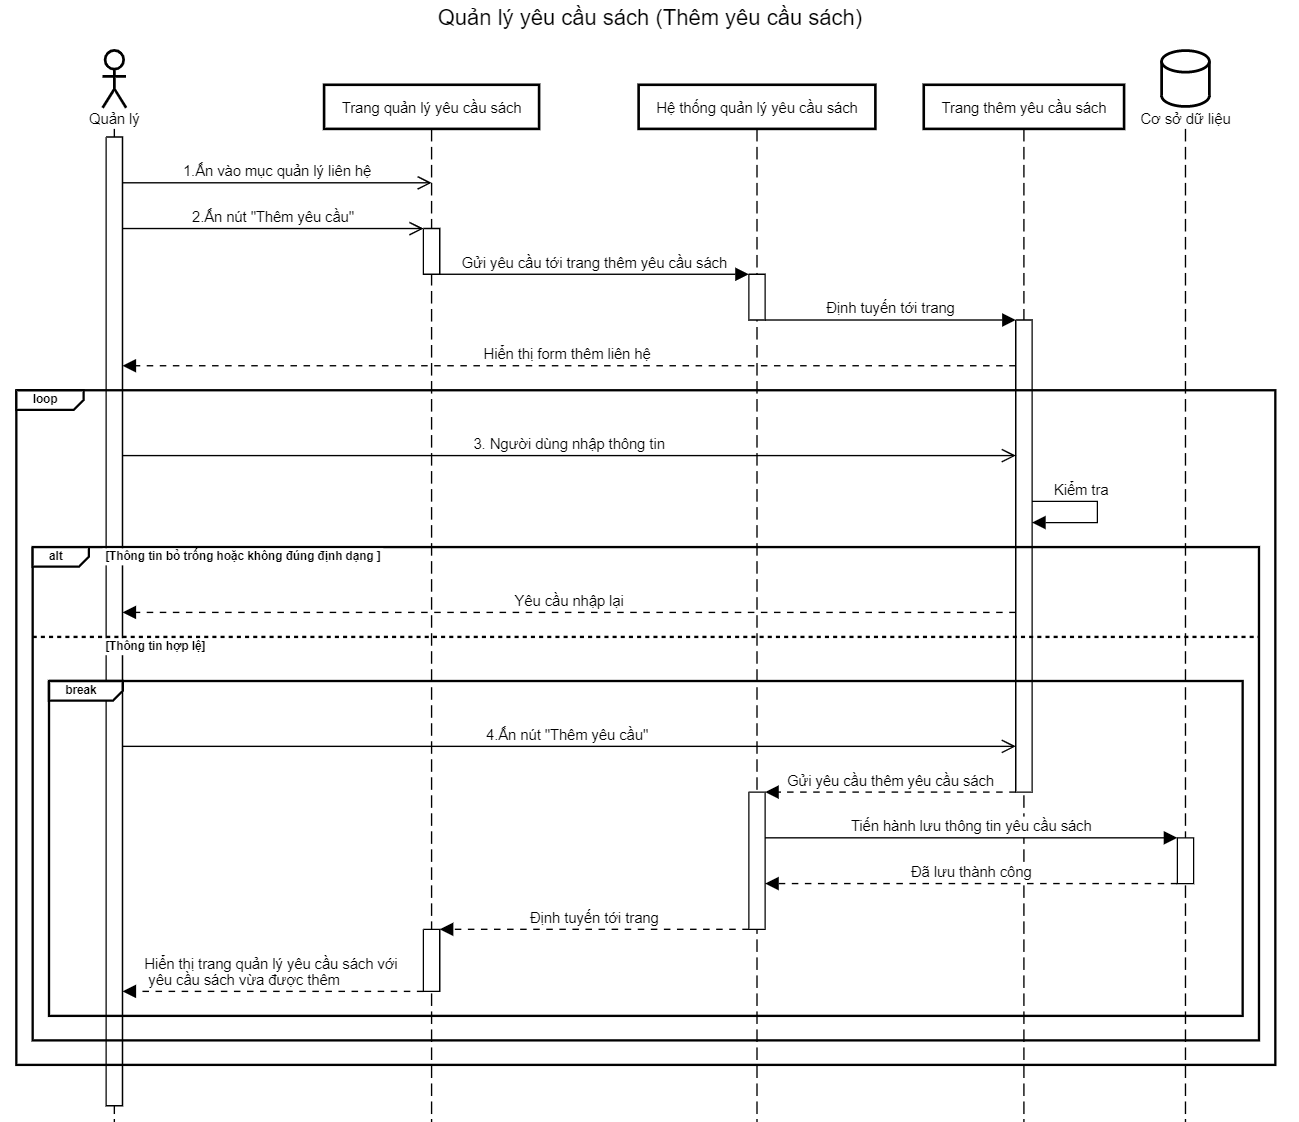 Quản lý yêu cầu sách (Thêm yêu cầu sách)
Quản lý
Trang quản lý yêu cầu sách
Hệ thống quản lý yêu cầu sách
Trang thêm yêu cầu sách
Cơ sở dữ liệu
1.Ấn vào mục quản lý liên hệ
2.Ấn nút "Thêm yêu cầu"
Gửi yêu cầu tới trang thêm yêu cầu sách
Định tuyến tới trang
Hiển thị form thêm liên hệ
loop
3. Người dùng nhập thông tin
Kiểm tra
alt
[Thông tin bỏ trống hoặc không đúng định dạng ]
Yêu cầu nhập lại
[Thông tin hợp lệ]
break
4.Ấn nút "Thêm yêu cầu"
Gửi yêu cầu thêm yêu cầu sách
Tiến hành lưu thông tin yêu cầu sách
Đã lưu thành công
Định tuyến tới trang
Hiển thị trang quản lý yêu cầu sách với
yêu cầu sách vừa được thêm